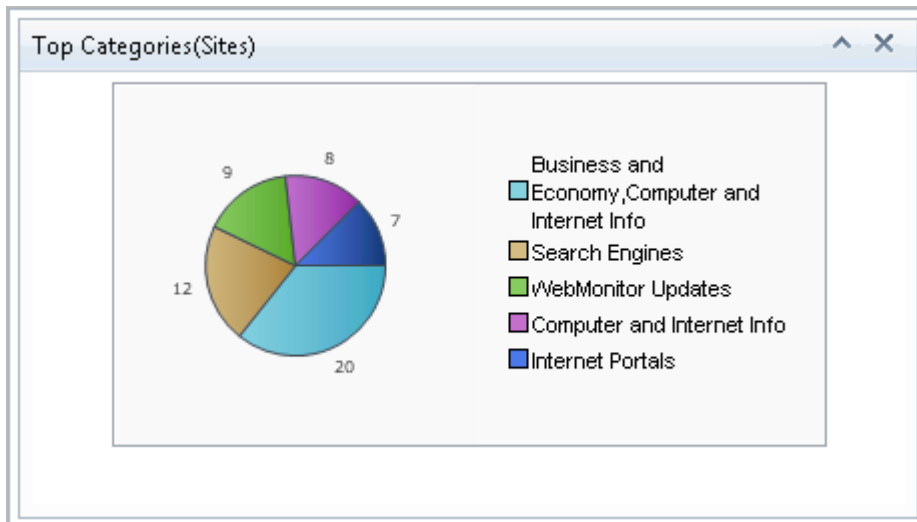 Top Categories(Sites)
8
9
7
12
20
Business and
Economy,Computer and
Internet Info
Search Engines
WebMonitor Updates
Computer and Internet Info
Internet Portals